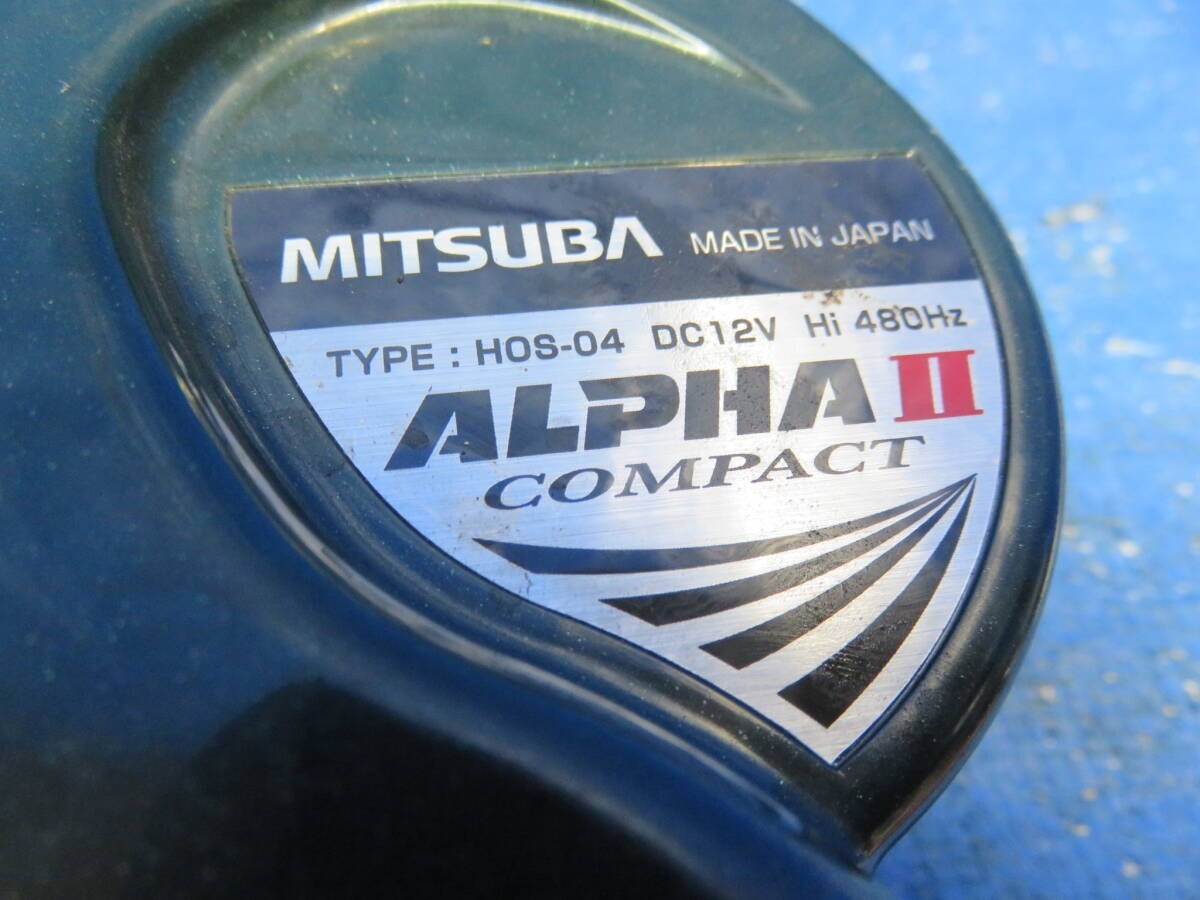 MITSUBA MADE IN JAPAN
TYPE : HOS-04 DC12V Hi 480Hz
ALPHA II
COMPACT